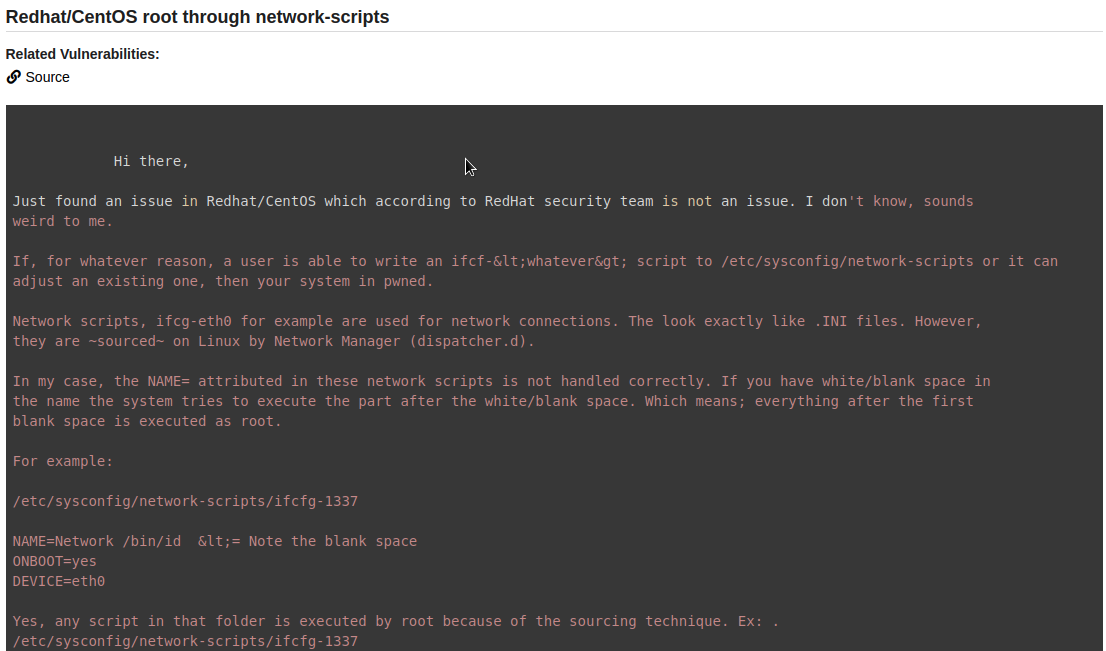 Redhat/CentOS root through network-scripts
Related Vulnerabilities:
Source
Hi there,
Just found an issue in Redhat/CentOS which according to RedHat security team is not an issue. I don't know, sounds
weird to me.
If, for whatever reason, a user is able to write an ifcf-&lt;whatever&gt; script to /etc/sysconfig/network-scripts or it can
adjust an existing one, then your system in pwned.
Network scripts, ifcg-eth0 for example are used for network connections. The look exactly like .INI files. However,
they are ~sourced~ on Linux by Network Manager (dispatcher.d).
In my case, the NAME= attributed in these network scripts is not handled correctly. If you have white/blank space in
the name the system tries to execute the part after the white/blank space. Which means; everything after the first
blank space is executed as root.
For example:
/etc/sysconfig/network-scripts/ifcfg-1337
NAME=Network /bin/id  &lt;= Note the blank space
ONBOOT=yes
DEVICE=eth0
Yes, any script in that folder is executed by root because of the sourcing technique. Ex: .
/etc/sysconfig/network-scripts/ifcfg-1337